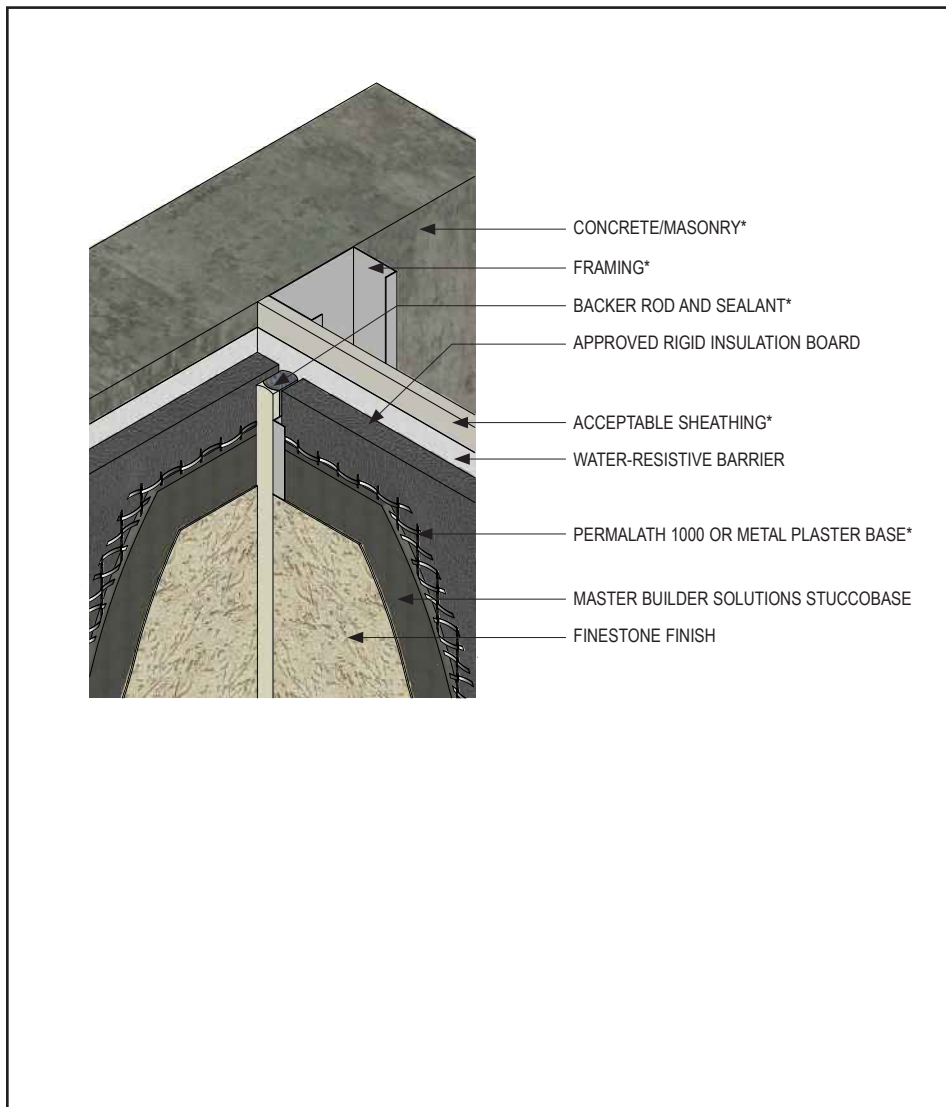 CONCRETE/MASONRY*
FRAMING*
BACKER ROD AND SEALANT*
APPROVED RIGID INSULATION BOARD
ACCEPTABLE SHEATHING*
WATER-RESISTIVE BARRIER
PERMALATH 1000 OR METAL PLASTER BASE*
MASTER BUILDER SOLUTIONS STUCCOBASE
FINESTONE FINISH